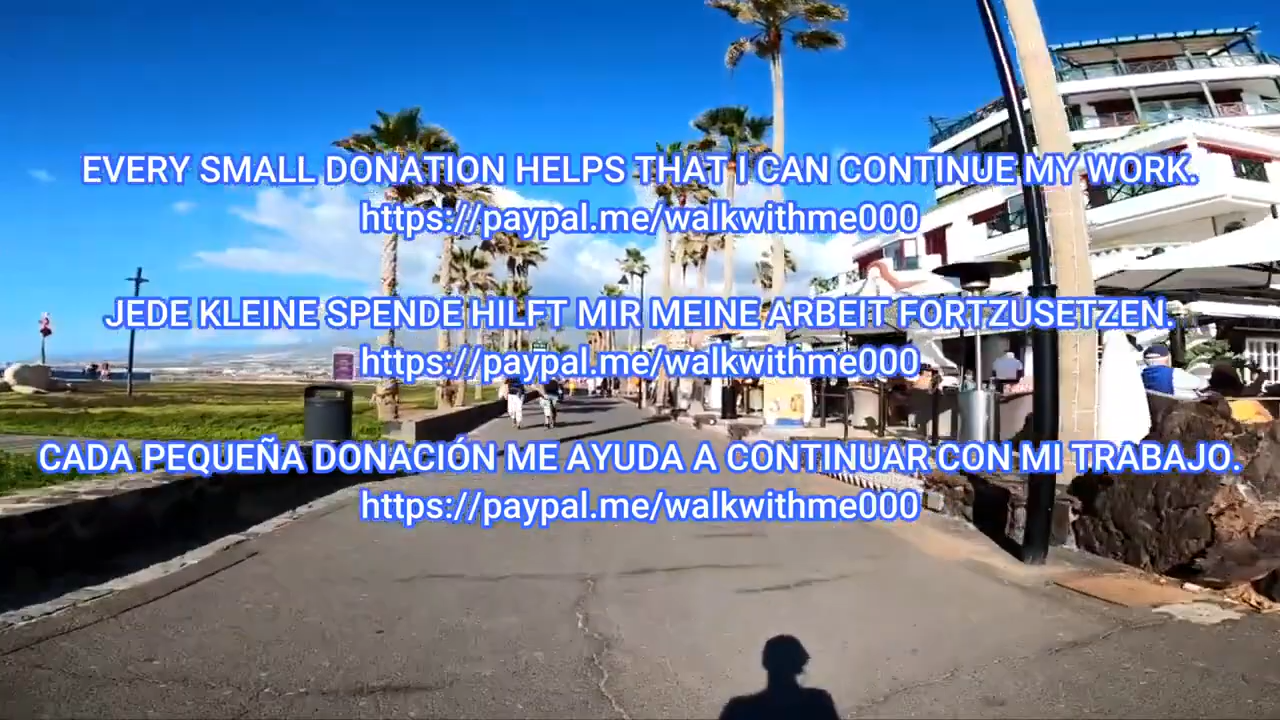 EVERY SMALL DONATION HELPS THAT I CAN CONTINUE MY WORK.
https://paypal.me/walkwithme000
JEDE KLEINE SPENDE HILFT MIR MEINE ARBEIT FORTZUSETZEN.
https://paypal.me/walkwithme000
CADA PEQUEÑA DONACIÓN ME AYUDA A CONTINUAR CON MI TRABAJO.
https://paypal.me/walkwithme000